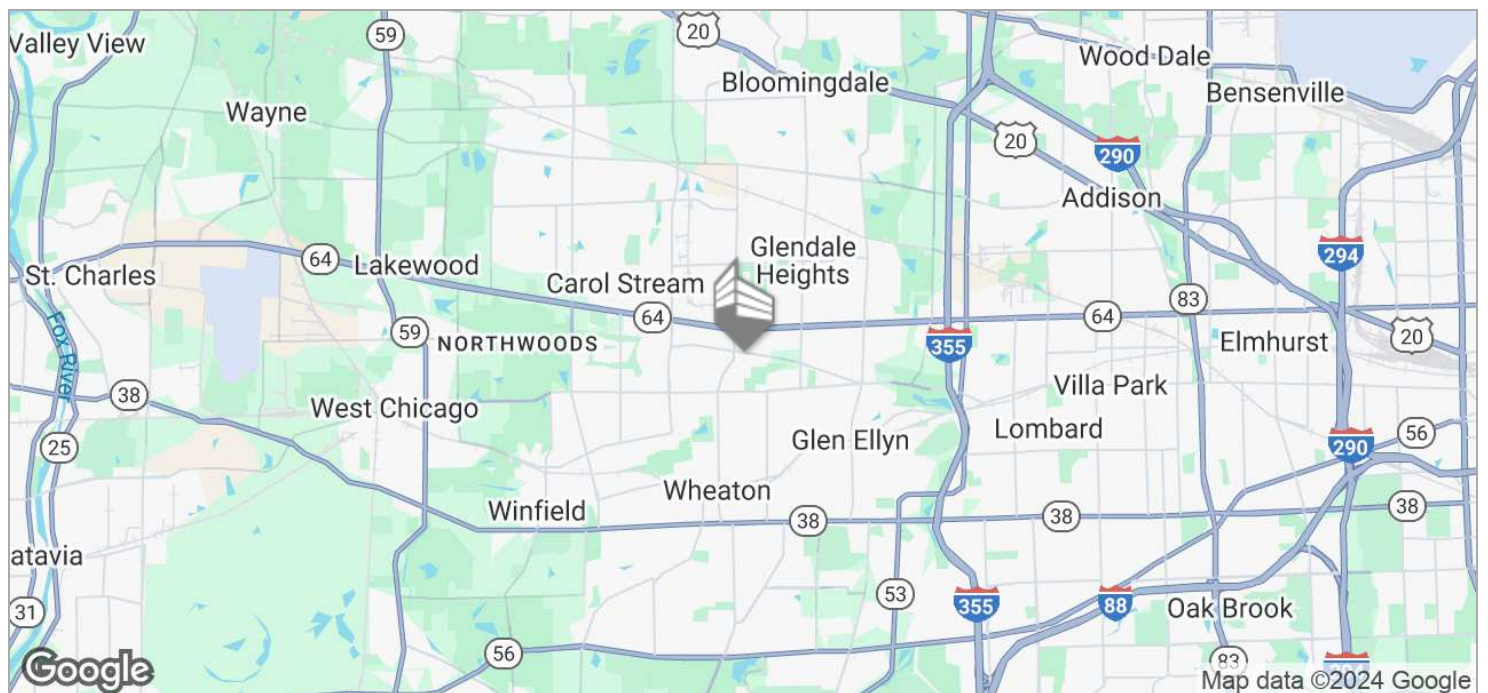 59
20
Valley View
Wood Dale
Bloomingdale
Bensenville
Wayne
20
290
Addison
Glendale
Heights
294
64
Lakewood
St. Charles
Carol Stream
83
64
64
59
NORTHWOODS
355
20
Elmhurst
Fox River
38
Villa Park
West Chicago
Lombard
56
25
Glen Ellyn
290
Wheaton
Winfield
38
38
38
atavia
53
355
88
Oak Brook
31
56
83
Google
Map data ©2024 Google